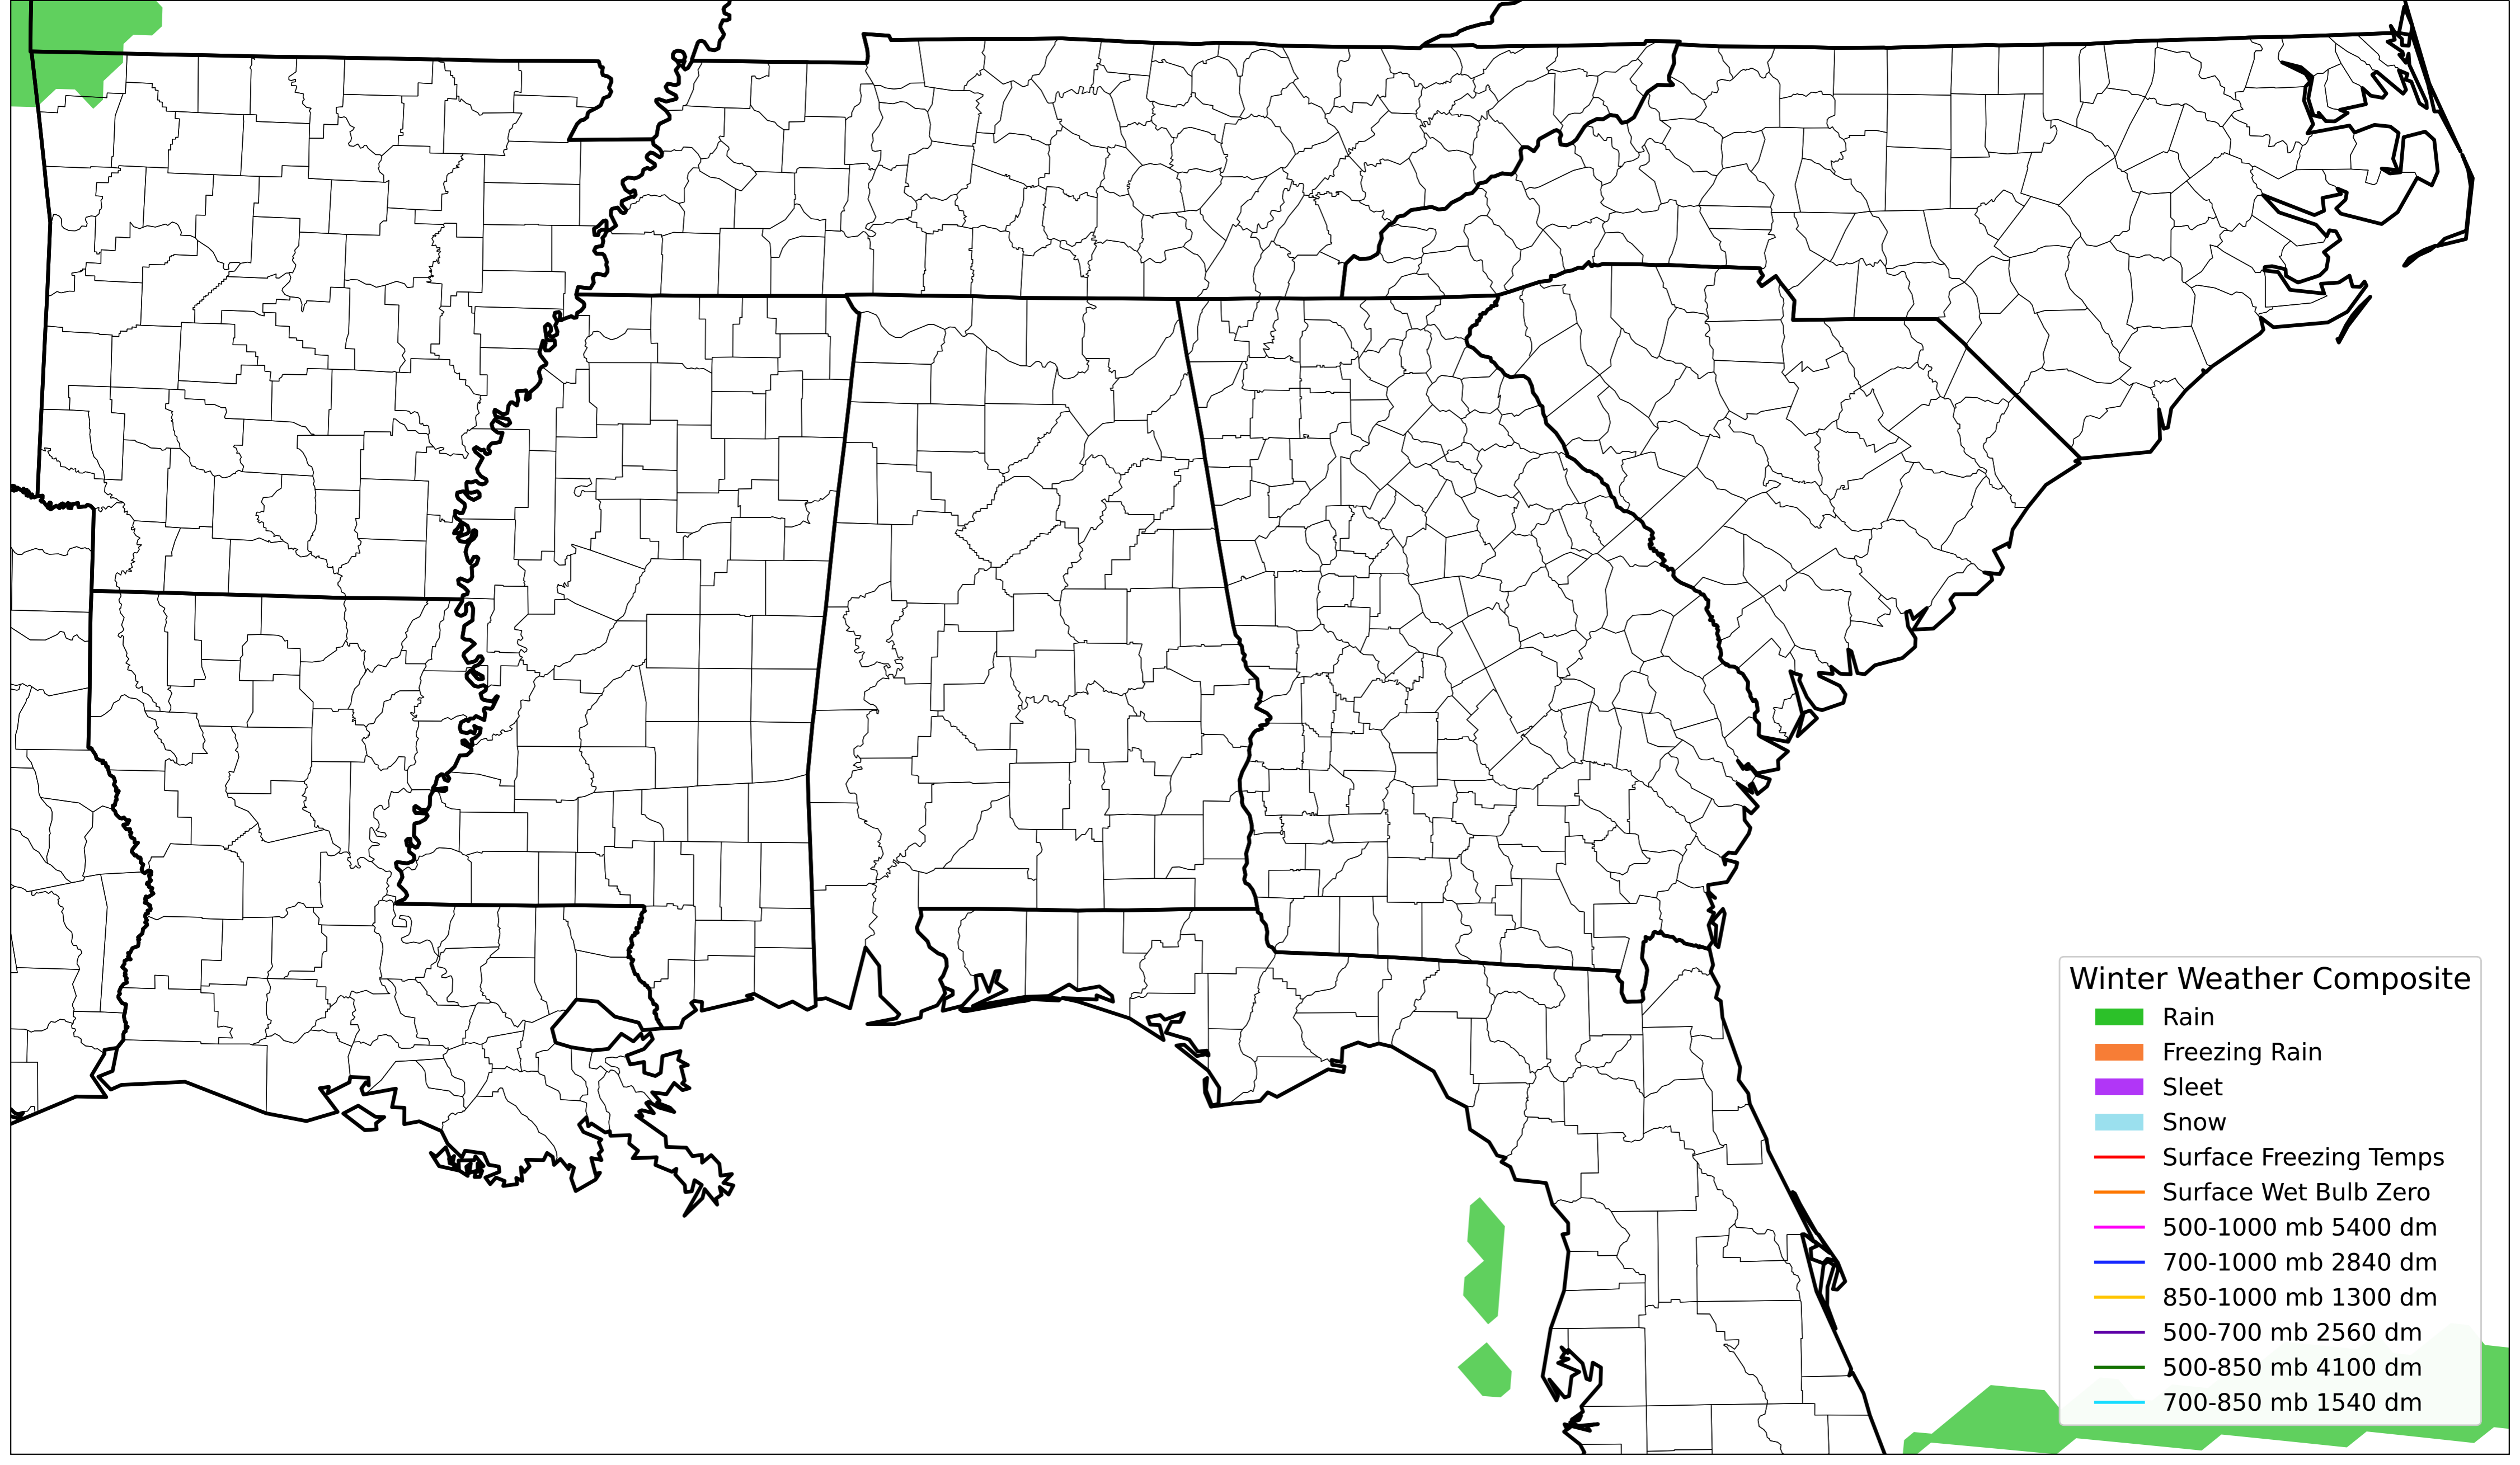 Winter Weather Composite
Rain
Freezing Rain
Sleet
Snow
Surface Freezing Temps
Surface Wet Bulb Zero
500-1000 mb 5400 dm
700-1000 mb 2840 dm
850-1000 mb 1300 dm
500-700 mb 2560 dm
500-850 mb 4100 dm
700-850 mb 1540 dm